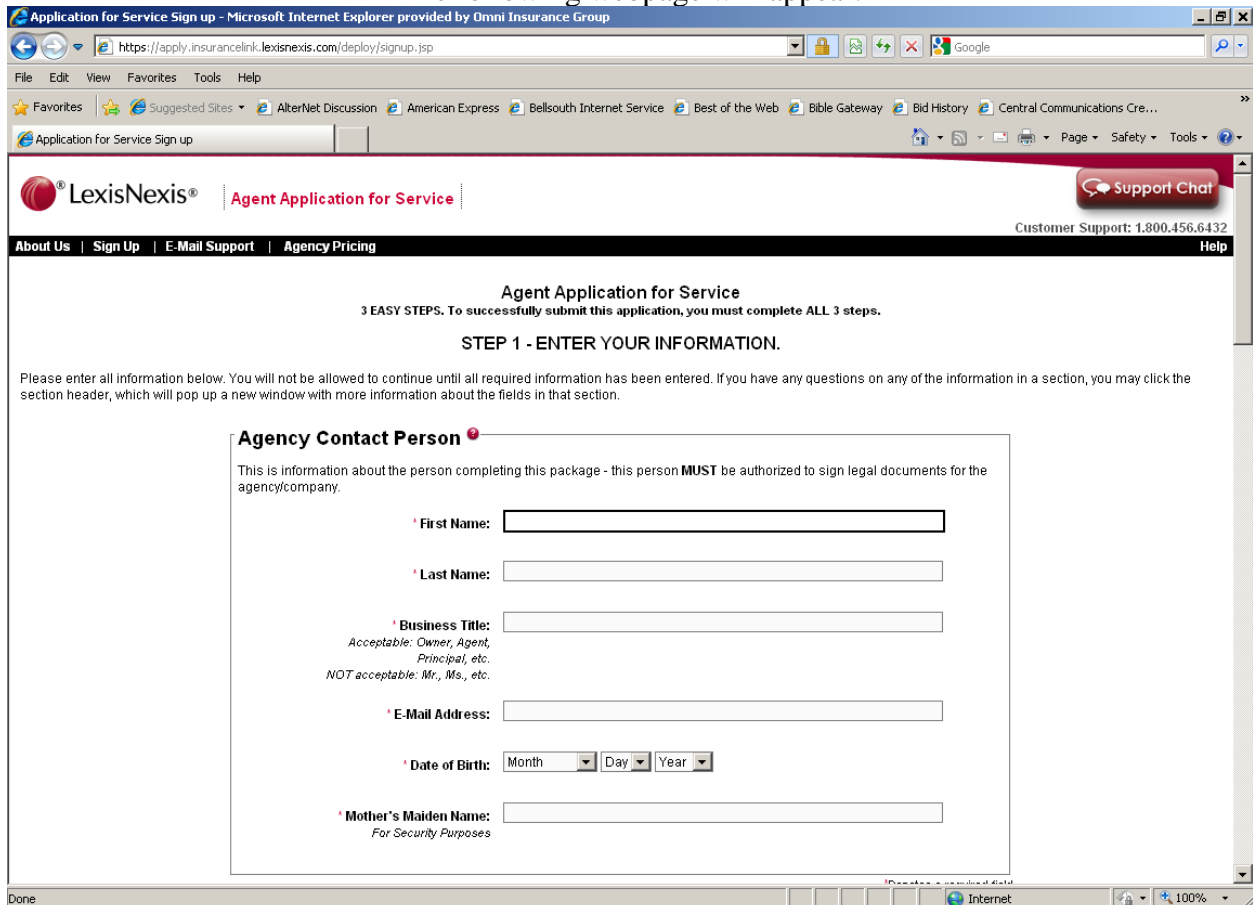 The following webpage will appear:
Application for Service Sign up - Microsoft Internet Explorer provided by Omni Insurance Group
https://apply.insurancelink.lexisnexis.com/deploy/signup.jsp
Google
File Edit View Favorites Tools Help
Favorites Suggested Sites AlterNet Discussion American Express Bellsouth Internet Service Best of the Web Bible Gateway Bid History Central Communications Cre... »
Application for Service Sign up
Page Safety Tools
® LexisNexis® Agent Application for Service
Support Chat
Customer Support: 1.800.456.6432
About Us | Sign Up | E-Mail Support | Agency Pricing Help
Agent Application for Service
3 EASY STEPS. To successfully submit this application, you must complete ALL 3 steps.
STEP 1 - ENTER YOUR INFORMATION.
Please enter all information below. You will not be allowed to continue until all required information has been entered. If you have any questions on any of the information in a section, you may click the
section header, which will pop up a new window with more information about the fields in that section.
Agency Contact Person ?
This is information about the person completing this package - this person MUST be authorized to sign legal documents for the
agency/company.
* First Name:
* Last Name:
* Business Title:
Acceptable: Owner, Agent,
Principal, etc.
NOT acceptable: Mr., Ms., etc.
* E-Mail Address:
* Date of Birth: Month Day Year
* Mother's Maiden Name:
For Security Purposes
*Denotes a required field
Done Internet 100%